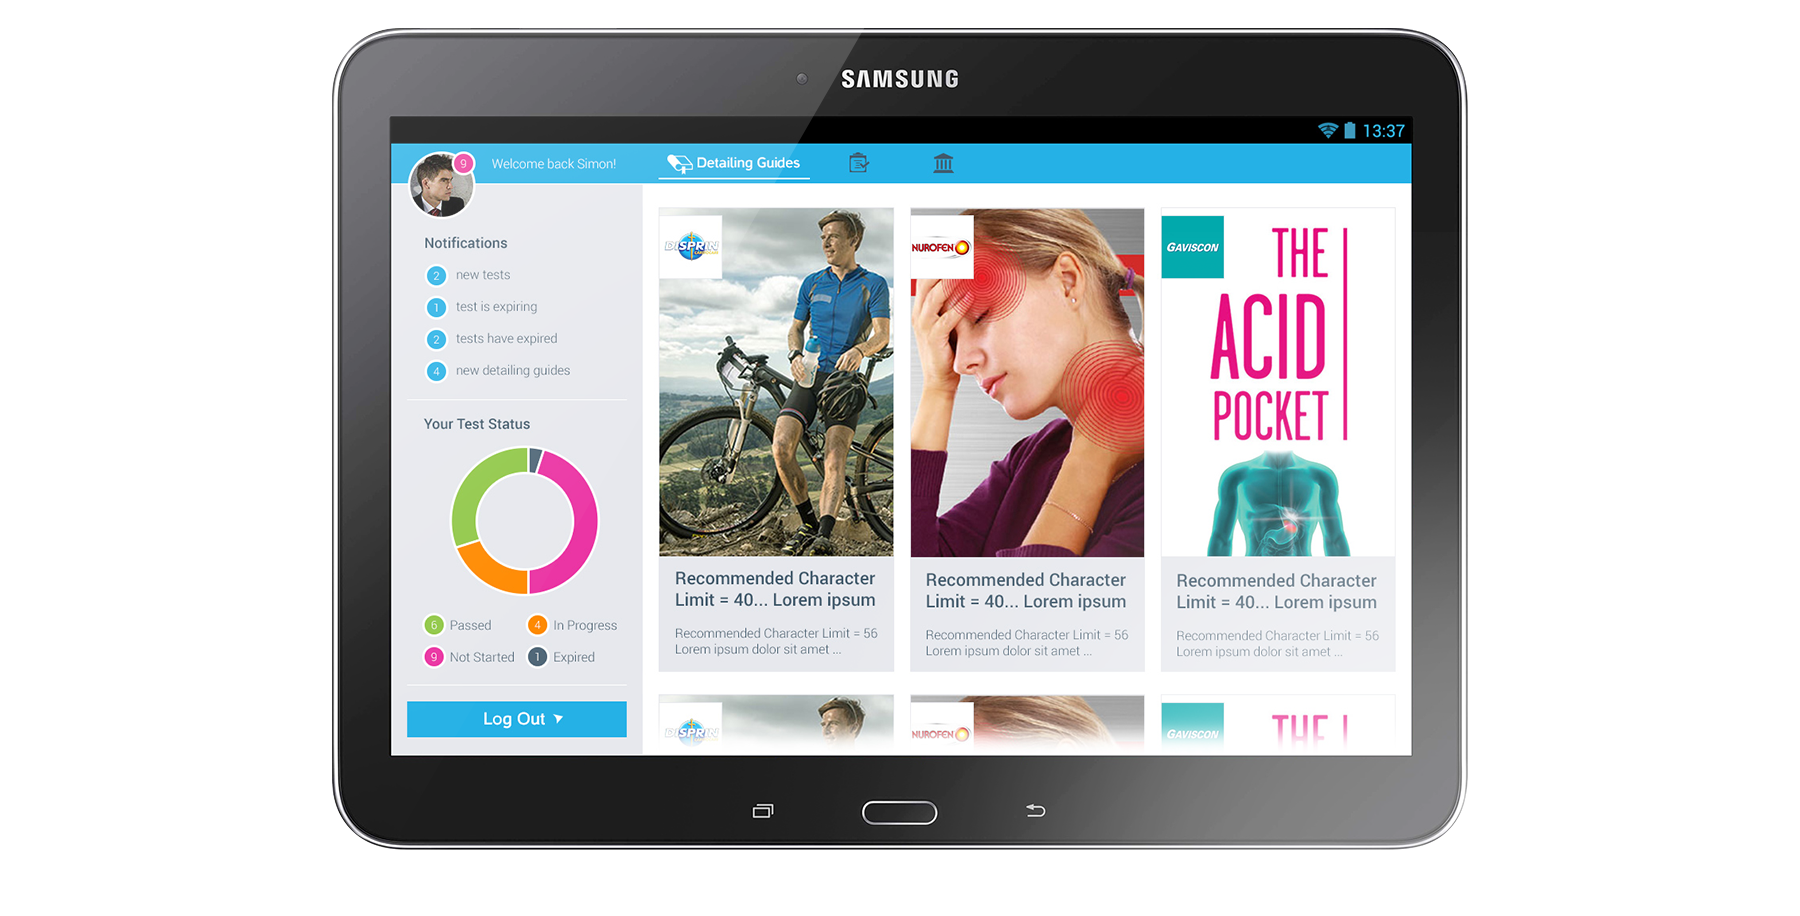 SAMSUNG
13:37
9
Welcome back Simon!
Detailing Guides
Notifications
2 new tests
1 test is expiring
2 tests have expired
4 new detailing guides
Your Test Status
6 Passed
4 In Progress
9 Not Started
1 Expired
Log Out
DISPRIN
Recommended Character
Limit = 40... Lorem ipsum
Recommended Character Limit = 56
Lorem ipsum dolor sit amet ...
NUROFEN
Recommended Character
Limit = 40... Lorem ipsum
Recommended Character Limit = 56
Lorem ipsum dolor sit amet ...
GAVISCON
THE
ACID
POCKET
Recommended Character
Limit = 40... Lorem ipsum
Recommended Character Limit = 56
Lorem ipsum dolor sit amet ...
DISPRIN
NUROFEN
GAVISCON
THE